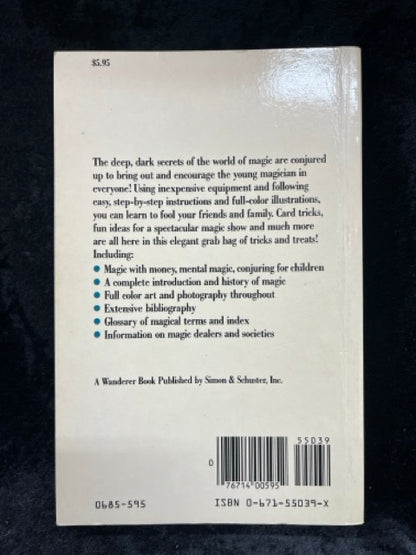 $5.95
The deep, dark secrets of the world of magic are conjured
up to bring out and encourage the young magician in
everyone! Using inexpensive equipment and following
easy, step-by-step instructions and full-color illustrations,
you can learn to fool your friends and family. Card tricks,
fun ideas for a spectacular magic show and much more
are all here in this elegant grab bag of tricks and treats!
Including:
● Magic with money, mental magic, conjuring for children
● A complete introduction and history of magic
● Full color art and photography throughout
● Extensive bibliography
● Glossary of magical terms and index
● Information on magic dealers and societies
A Wanderer Book Published by Simon & Schuster, Inc.
55039
0
76714 00595
0685-595
ISBN 0-671-55039-X